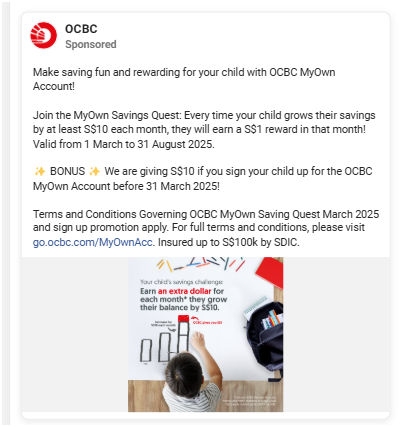 OCBC
Sponsored
Make saving fun and rewarding for your child with OCBC MyOwn
Account!
Join the MyOwn Savings Quest: Every time your child grows their savings
by at least S$10 each month, they will earn a S$1 reward in that month!
Valid from 1 March to 31 August 2025.
✨ BONUS ✨ We are giving S$10 if you sign your child up for the OCBC
MyOwn Account before 31 March 2025!
Terms and Conditions Governing OCBC MyOwn Saving Quest March 2025
and sign up promotion apply. For full terms and conditions, please visit
go.ocbc.com/MyOwnAcc. Insured up to S$100k by SDIC.
Your child's savings challenge:
Earn an extra dollar for
each month* they grow
their balance by S$10.